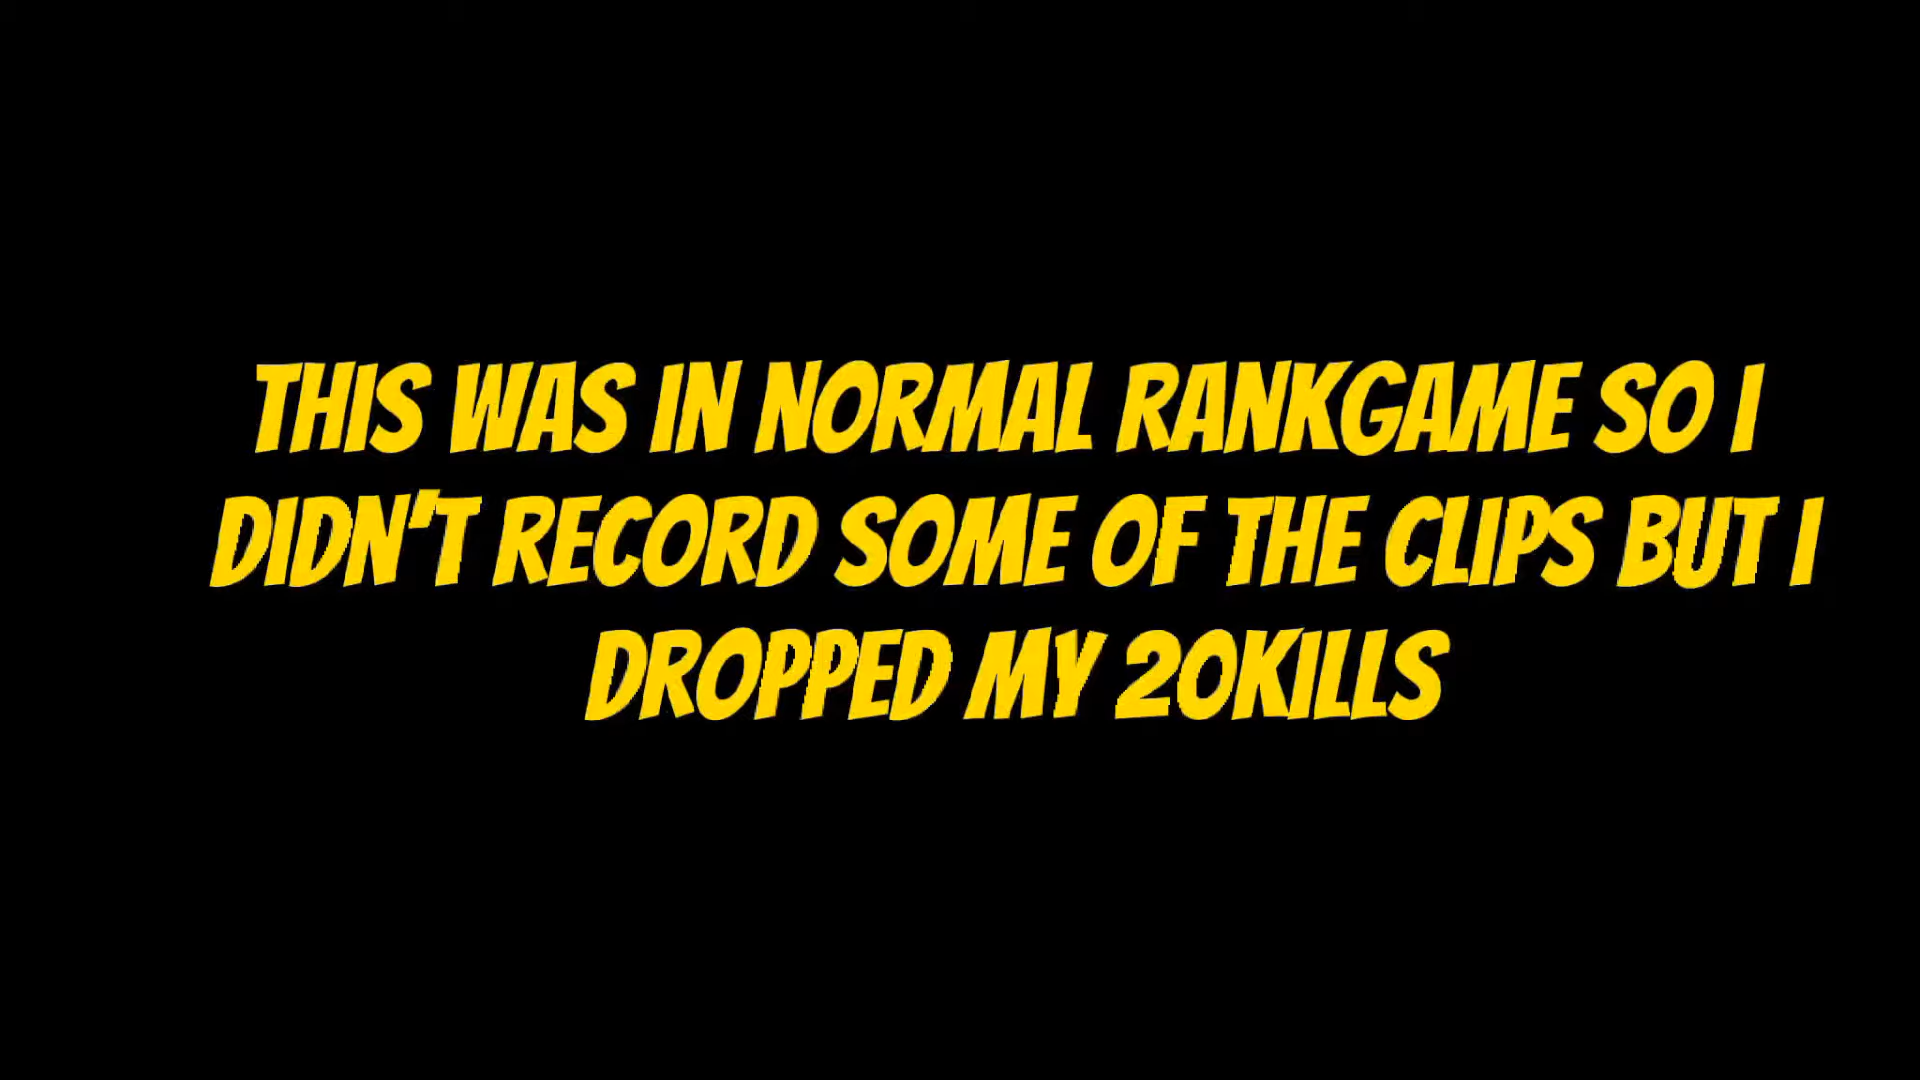 THIS WAS IN NORMAL RANKGAME SO I
DIDN'T RECORD SOME OF THE CLIPS BUT I
DROPPED MY 20KILLS